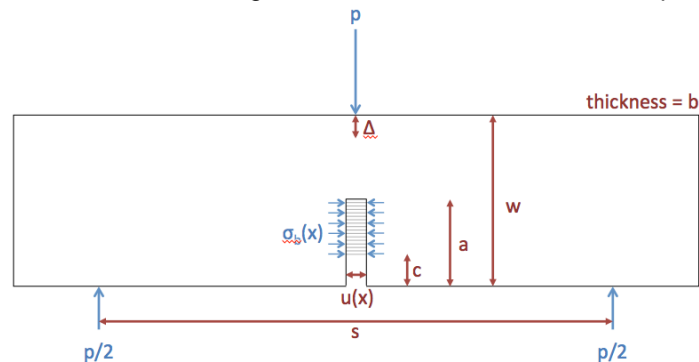 p
thickness = b
Δ
w
σb(x)
a
c
u(x)
s
p/2
p/2